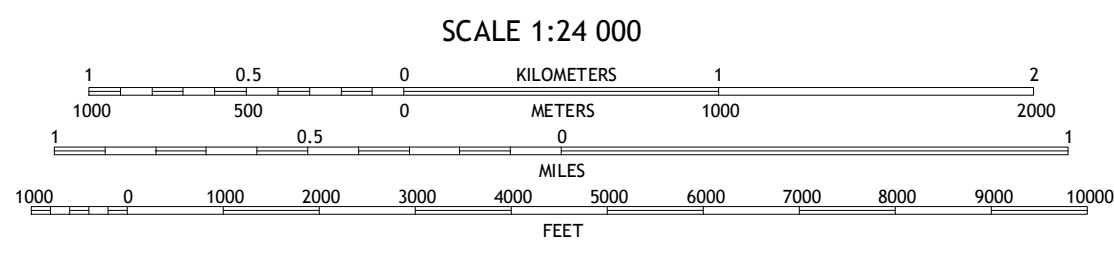 SCALE 1:24 000
1 0.5 0 KILOMETERS 1 2
1000 500 0 METERS 1000 2000
1 0.5 0 1
MILES
1000 0 1000 2000 3000 4000 5000 6000 7000 8000 9000 10000
FEET